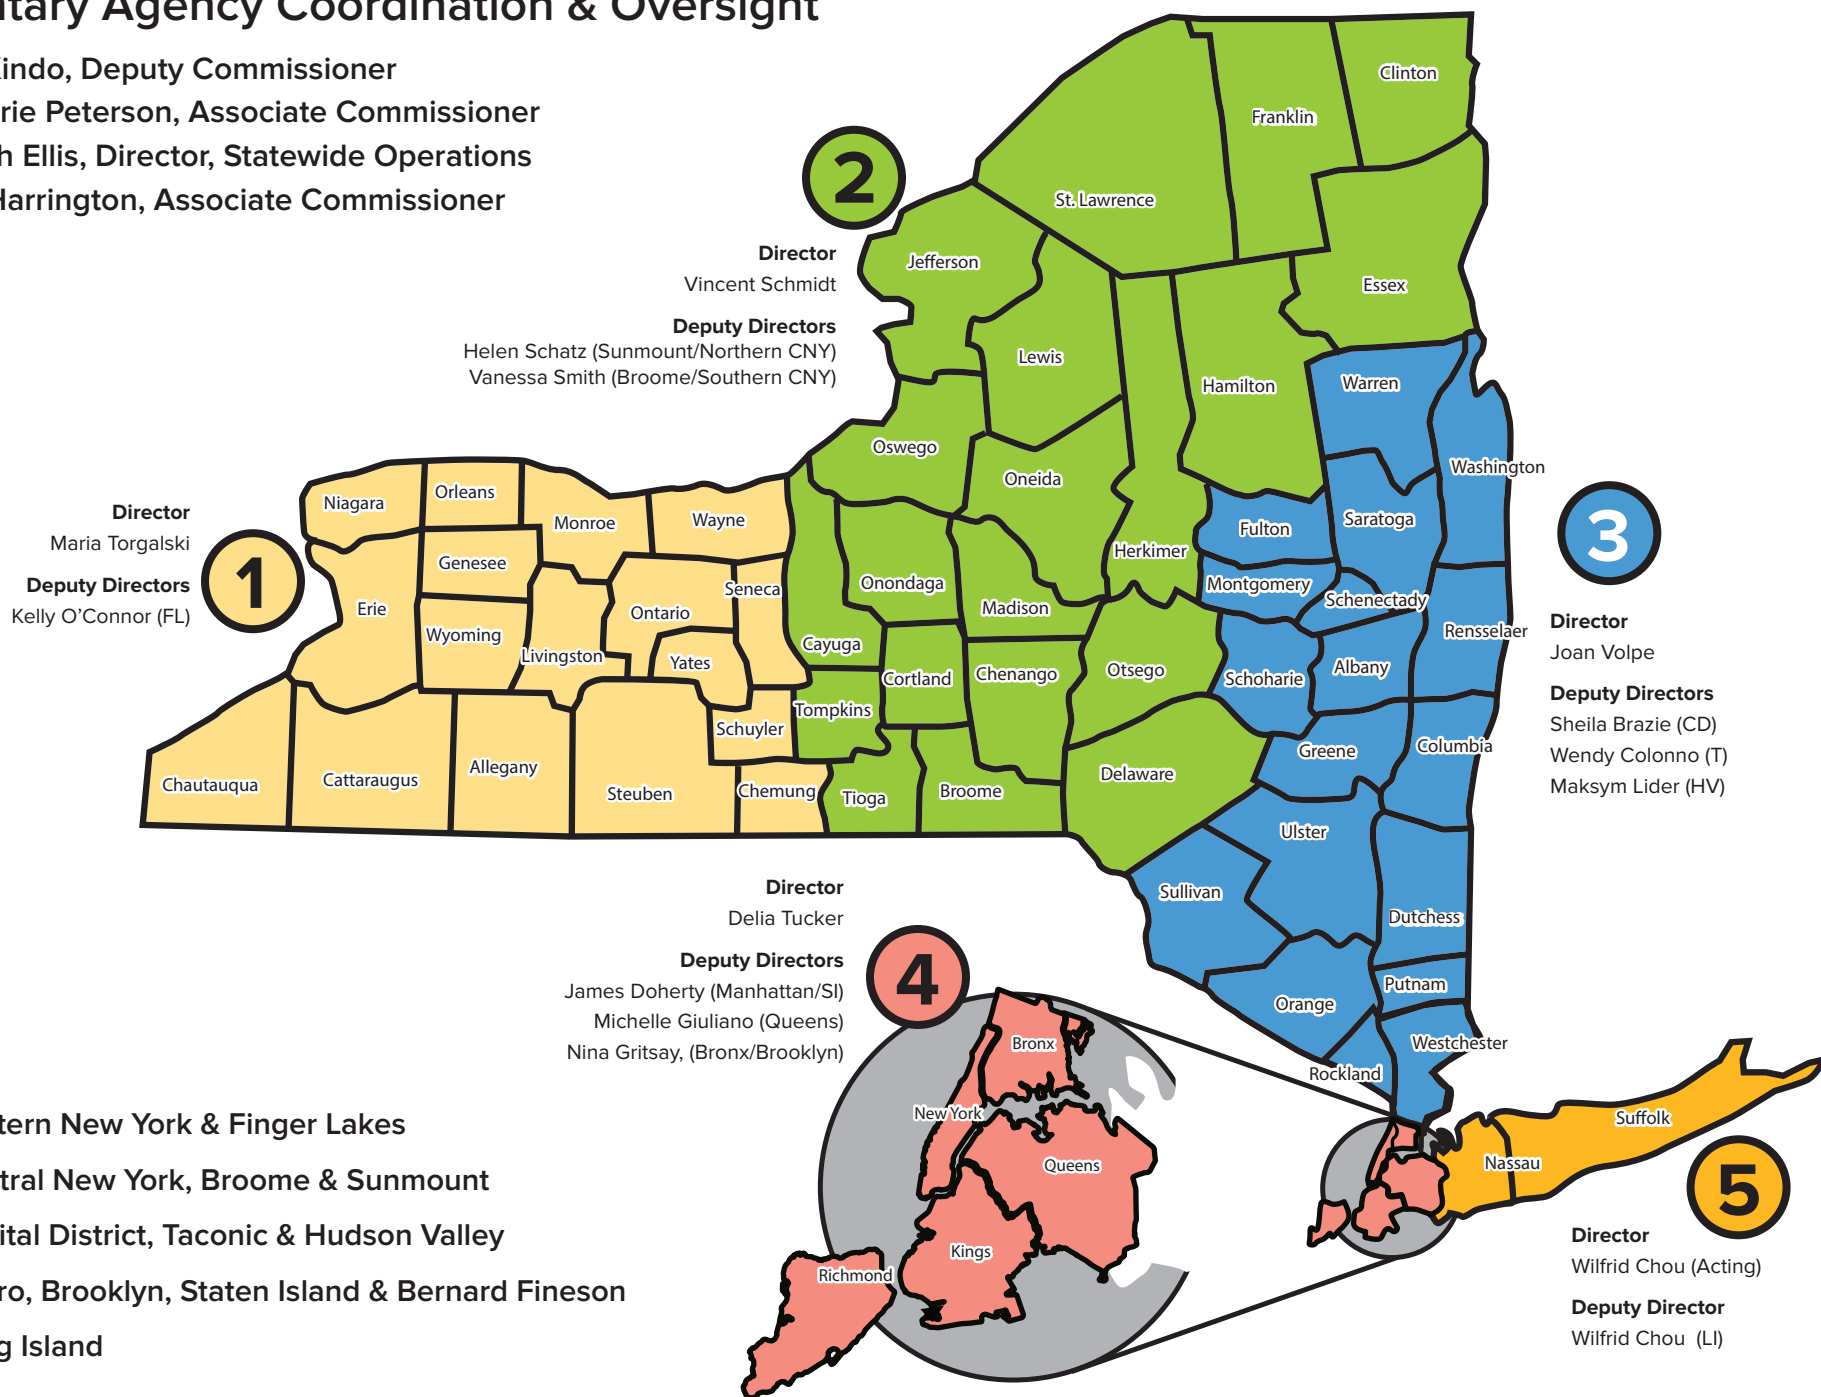 Agency Coordination & Oversight
Deputy Commissioner
Peterson, Associate Commissioner
Ellis, Director, Statewide Operations
Harrington, Associate Commissioner
2
Director
Vincent Schmidt
Deputy Directors
Helen Schatz (Sunmount/Northern CNY)
Vanessa Smith (Broome/Southern CNY)
Clinton
Franklin
St. Lawrence
Jefferson
Essex
Lewis
Hamilton
Warren
Oswego
Oneida
Washington
Herkimer
Fulton
Saratoga
Montgomery
Schenectady
Onondaga
Madison
Cayuga
Cortland
Chenango
Otsego
Schoharie
Albany
Rensselaer
Tompkins
Tioga
Broome
Delaware
Greene
Columbia
Ulster
Sullivan
Dutchess
Putnam
Orange
Westchester
Rockland
Director
Maria Torgalski
Deputy Directors
Kelly O’Connor (FL)
1
Niagara
Orleans
Monroe
Wayne
Genesee
Erie
Wyoming
Livingston
Ontario
Seneca
Yates
Schuyler
Chautauqua
Cattaraugus
Allegany
Steuben
Chemung
3
Director
Joan Volpe
Deputy Directors
Sheila Brazie (CD)
Wendy Colonno (T)
Maksym Lider (HV)
Director
Delia Tucker
Deputy Directors
James Doherty (Manhattan/SI)
Michelle Giuliano (Queens)
Nina Gritsay, (Bronx/Brooklyn)
4
Bronx
New York
Queens
Kings
Richmond
Suffolk
Nassau
5
Director
Wilfrid Chou (Acting)
Deputy Director
Wilfrid Chou (LI)
New York & Finger Lakes
New York, Broome & Sunmount
District, Taconic & Hudson Valley
Brooklyn, Staten Island & Bernard Fineson
Island